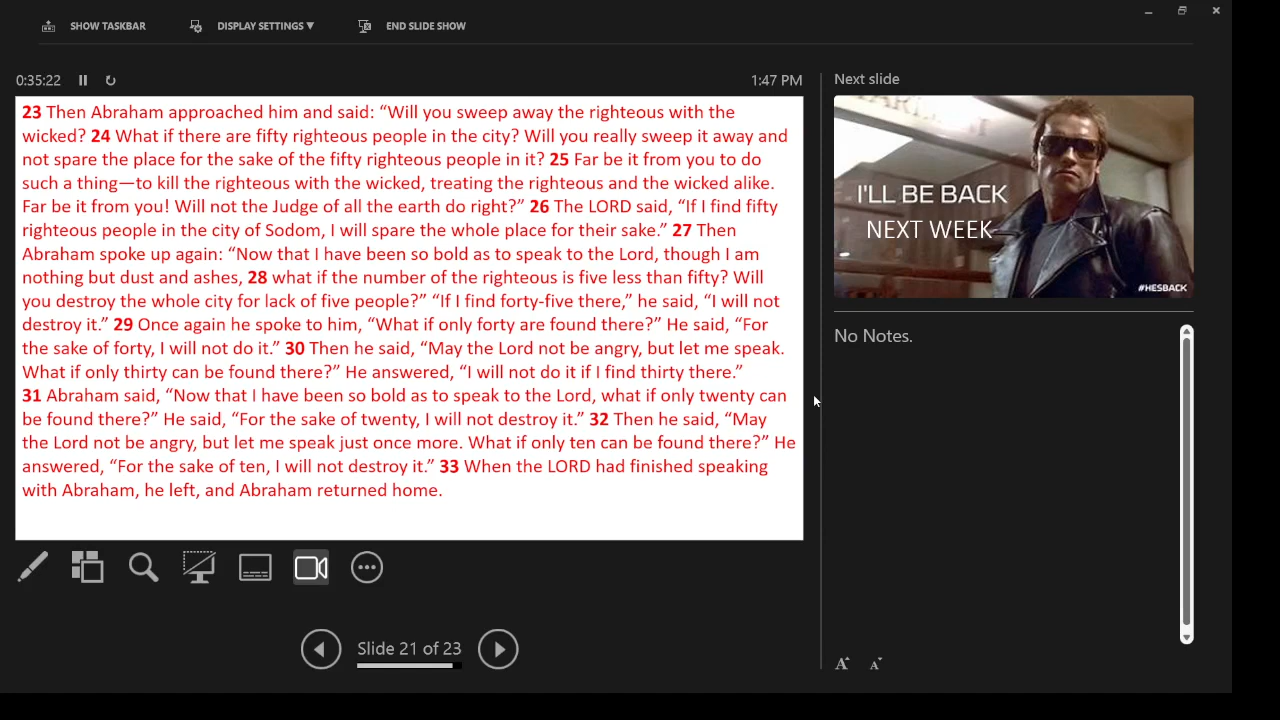 SHOW TASKBAR
DISPLAY SETTINGS ▼
END SLIDE SHOW
0:35:22
1:47 PM
23 Then Abraham approached him and said: “Will you sweep away the righteous with the
wicked? 24 What if there are fifty righteous people in the city? Will you really sweep it away and
not spare the place for the sake of the fifty righteous people in it? 25 Far be it from you to do
such a thing—to kill the righteous with the wicked, treating the righteous and the wicked alike.
Far be it from you! Will not the Judge of all the earth do right?” 26 The LORD said, “If I find fifty
righteous people in the city of Sodom, I will spare the whole place for their sake.” 27 Then
Abraham spoke up again: “Now that I have been so bold as to speak to the Lord, though I am
nothing but dust and ashes, 28 what if the number of the righteous is five less than fifty? Will
you destroy the whole city for lack of five people?” “If I find forty-five there,” he said, “I will not
destroy it.” 29 Once again he spoke to him, “What if only forty are found there?” He said, “For
the sake of forty, I will not do it.” 30 Then he said, “May the Lord not be angry, but let me speak.
What if only thirty can be found there?” He answered, “I will not do it if I find thirty there.”
31 Abraham said, “Now that I have been so bold as to speak to the Lord, what if only twenty can
be found there?” He said, “For the sake of twenty, I will not destroy it.” 32 Then he said, “May
the Lord not be angry, but let me speak just once more. What if only ten can be found there?” He
answered, “For the sake of ten, I will not destroy it.” 33 When the LORD had finished speaking
with Abraham, he left, and Abraham returned home.
Slide 21 of 23
Next slide
I'LL BE BACK
NEXT WEEK
#HESBACK
No Notes.
A A